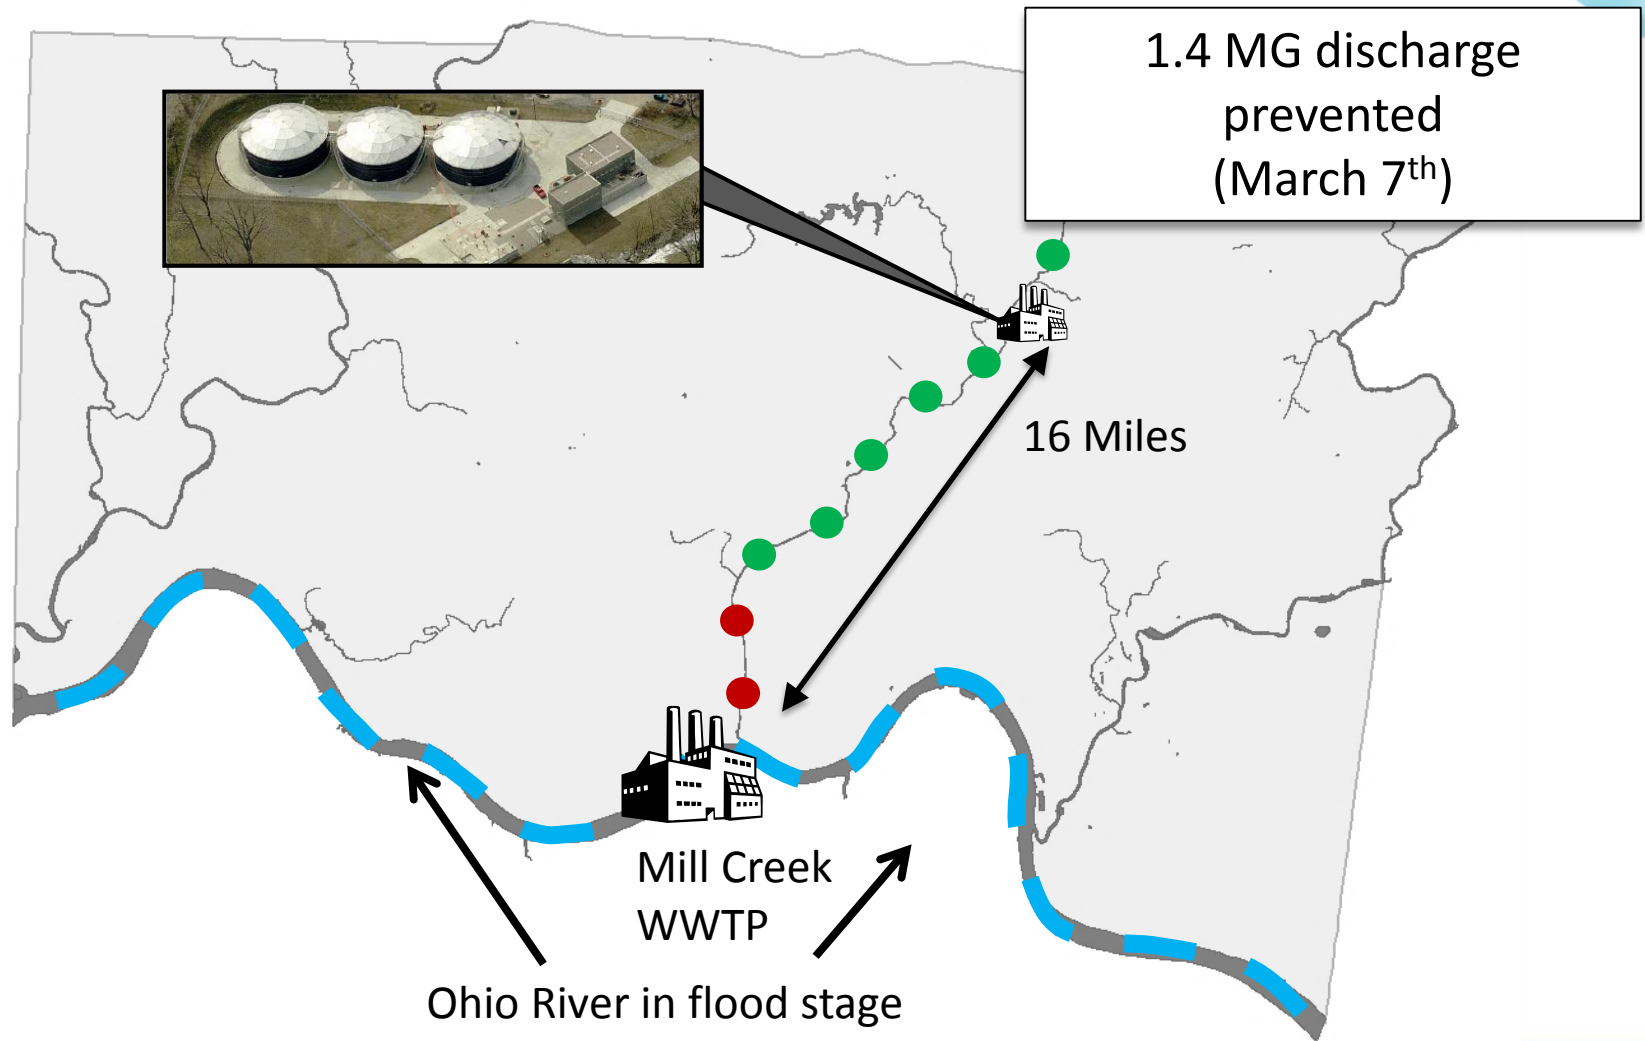 1.4 MG discharge
prevented
(March 7th)
16 Miles
Mill Creek
WWTP
Ohio River in flood stage